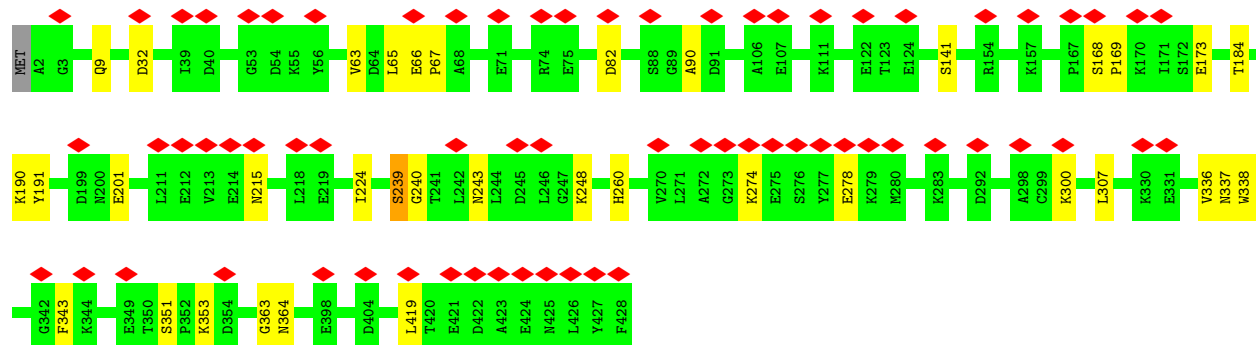 MET A2 G3 Q9 D32 I39 D40 G53 D54 K55 Y56 V63 D64 L65 E66 P67 A68 E71 R74 E75 D82 S88 G89 A90 D91 A106 E107 K111 E122 T123 E124 S141 R154 K157 P167 S168 P169 K170 I171 S172 E173 T184
K190 Y191 D199 N200 E201 L211 E212 V213 E214 N215 L218 E219 I224 S239 G240 T241 L242 N243 L244 D245 L246 G247 K248 H260 V270 L271 A272 G273 K274 E275 S276 Y277 E278 K279 M280 K283 D292 A298 C299 K300 L307 K330 E331 V336 N337 W338
G342 F343 K344 E349 T350 S351 P352 K353 D354 G363 N364 E398 D404 L419 T420 E421 D422 A423 E424 N425 L426 Y427 F428